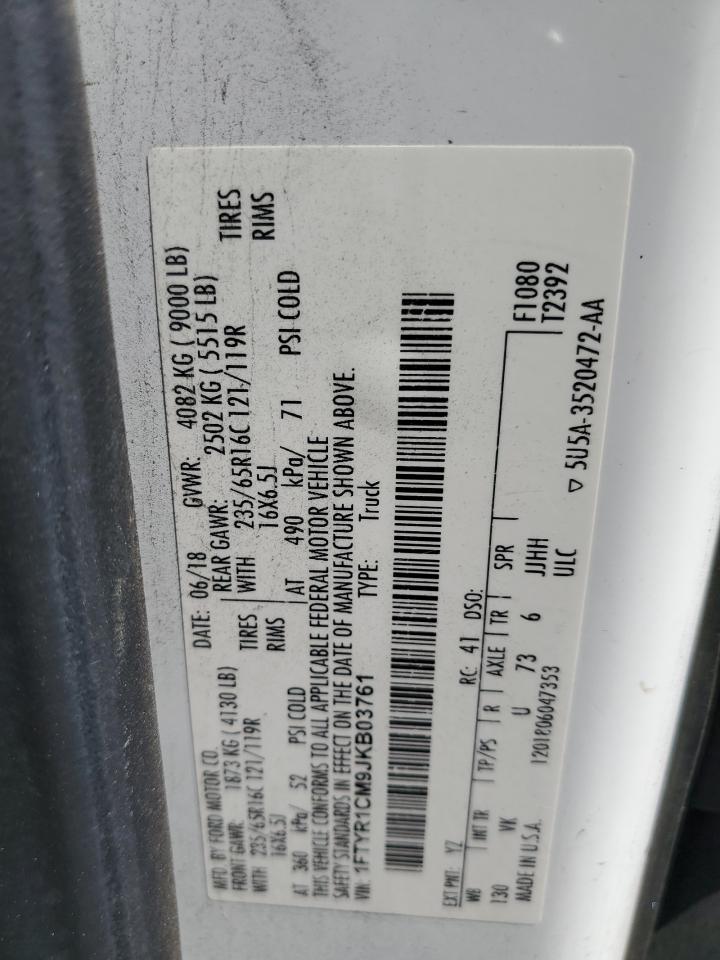 MFD. BY FORD MOTOR CO. DATE: 06/18 GVWR: 4082 KG ( 9000 LB)
FRONT GAWR: 1873 KG ( 4130 LB) REAR GAWR: 2502 KG ( 5515 LB)
WITH 235/65R16C 121/119R TIRES WITH 235/65R16C 121/119R TIRES
16X6.5J RIMS 16X6.5J RIMS
AT 360 kPa/ 52 PSI COLD AT 490 kPa/ 71 PSI COLD
THIS VEHICLE CONFORMS TO ALL APPLICABLE FEDERAL MOTOR VEHICLE
SAFETY STANDARDS IN EFFECT ON THE DATE OF MANUFACTURE SHOWN ABOVE.
VIN: 1FTYR1CM9JKB03761 TYPE: Truck
EXT PNT: YZ RC: 41 DSO:
WB INT TR TP/PS R AXLE TR SPR F1080
130 VK U 73 6 JJHH T2392
MADE IN U.S.A. 1201806047353 ULC
▽ 5U5A-3520472-AA